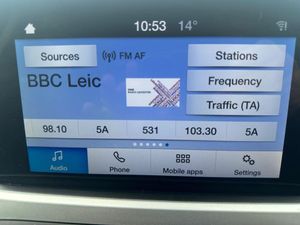 10:53 14°
Sources FM AF Stations
BBC Leic
Frequency
Traffic (TA)
98.10 5A 531 103.30 5A
Audio Phone Mobile apps Settings